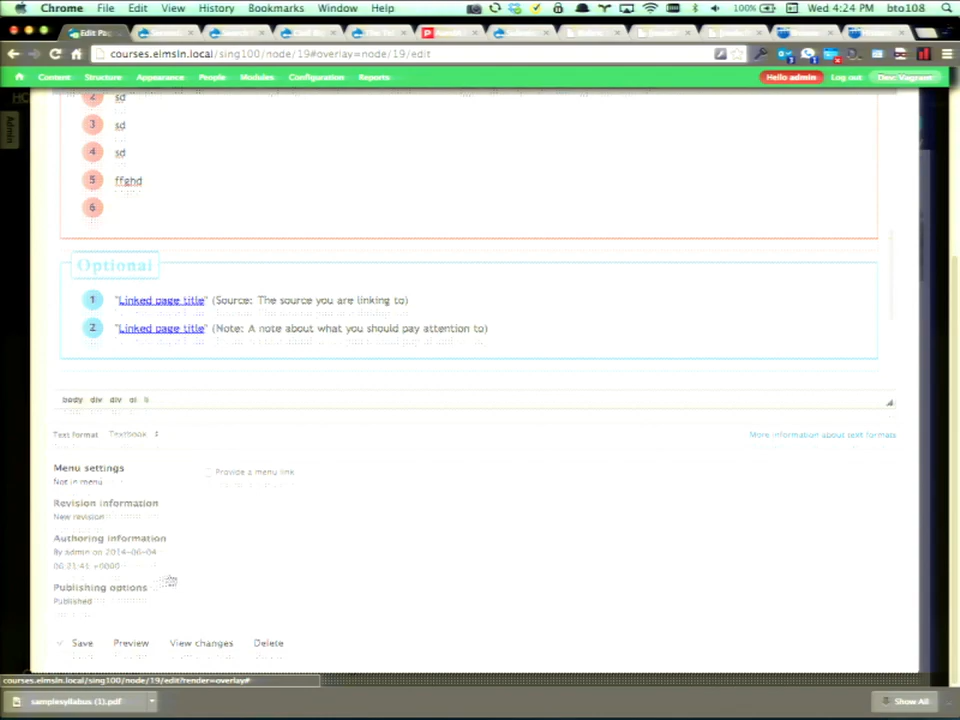 Chrome File Edit View History Bookmarks Window Help 100% Wed 4:24 PM bto108
Edit Pag
courses.elmsln.local/sing100/node/19#overlay=node/19/edit
Content Structure Appearance People Modules Configuration Reports Hello admin Log out
Admin
2 sd
3 sd
4 sd
5 ffghd
6
Optional
1 "Linked page title" (Source: The source you are linking to)
2 "Linked page title" (Note: A note about what you should pay attention to)
body div div ol li
Text format Textbook More information about text formats
Menu settings Provide a menu link
Not in menu
Revision information
New revision
Authoring information
By admin on 2014-06-04
00:21:41 +0000
Publishing options
Published
Save Preview View changes Delete
courses.elmsln.local/sing100/node/19/edit?render=overlay#
samplesyllabus (1).pdf Show All